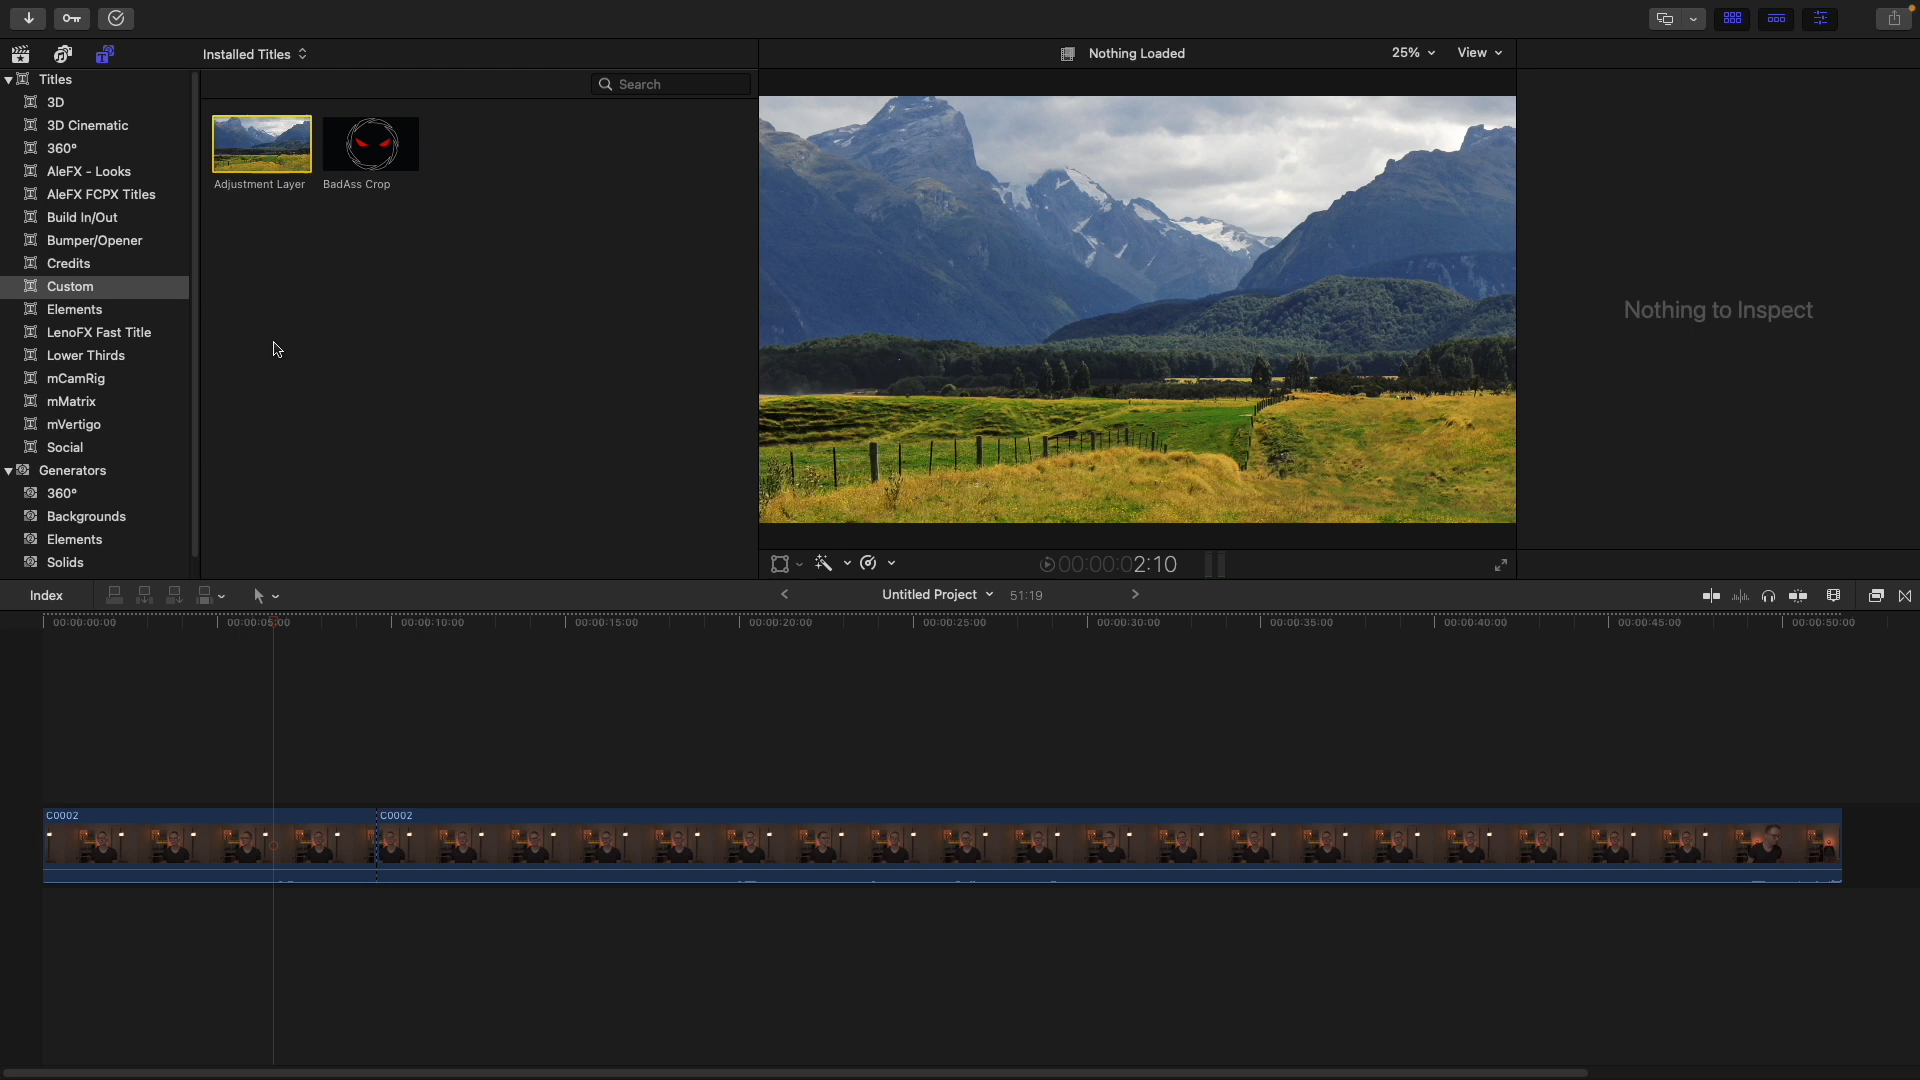 Installed Titles
Nothing Loaded
25%
View
Titles
Search
3D
3D Cinematic
360°
AleFX - Looks
AleFX FCPX Titles
Build In/Out
Bumper/Opener
Credits
Custom
Elements
LenoFX Fast Title
Lower Thirds
mCamRig
mMatrix
mVertigo
Social
Generators
360°
Backgrounds
Elements
Solids
Adjustment Layer
BadAss Crop
Nothing to Inspect
00:00:02:10
Index
Untitled Project
51:19
00:00:00:00
00:00:05:00
00:00:10:00
00:00:15:00
00:00:20:00
00:00:25:00
00:00:30:00
00:00:35:00
00:00:40:00
00:00:45:00
00:00:50:00
C0002
C0002